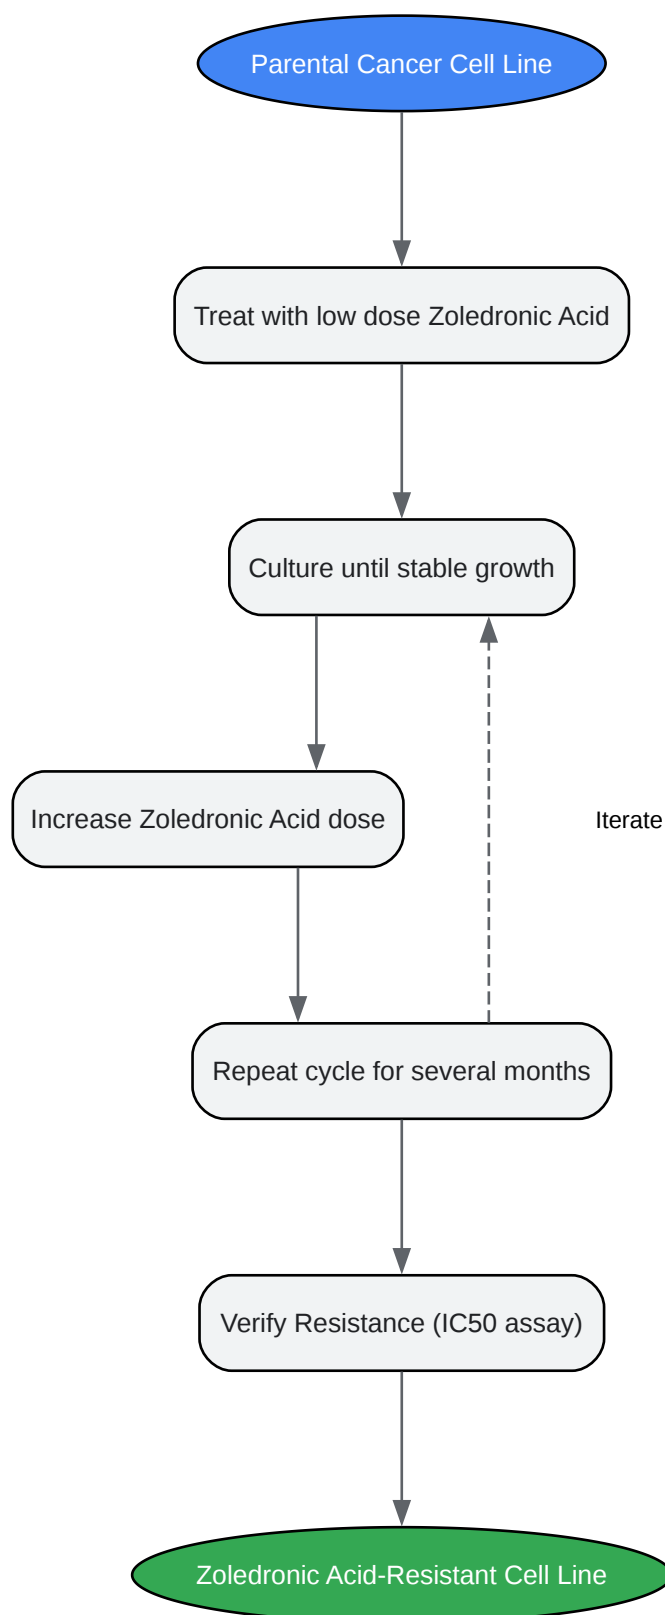 Parental Cancer Cell Line
Treat with low dose Zoledronic Acid
Culture until stable growth
Increase Zoledronic Acid dose
Iterate
Repeat cycle for several months
Verify Resistance (IC50 assay)
Zoledronic Acid-Resistant Cell Line